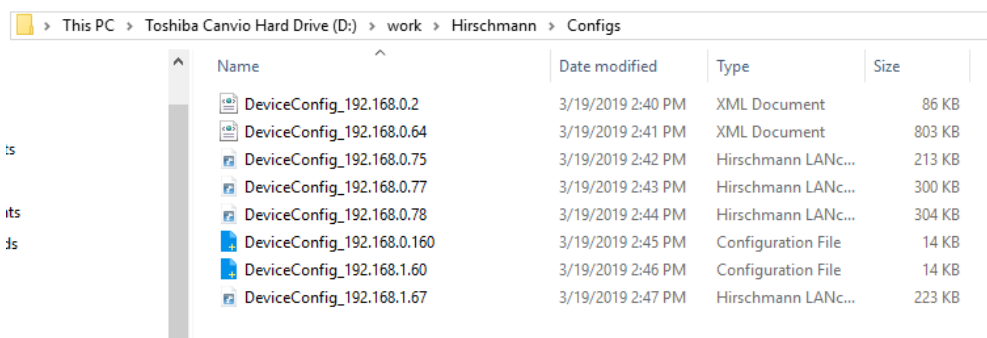 > This PC > Toshiba Canvio Hard Drive (D:) > work > Hirschmann > Configs
Name Date modified Type Size
DeviceConfig_192.168.0.2 3/19/2019 2:40 PM XML Document 86 KB
DeviceConfig_192.168.0.64 3/19/2019 2:41 PM XML Document 803 KB
ts
DeviceConfig_192.168.0.75 3/19/2019 2:42 PM Hirschmann LANc... 213 KB
DeviceConfig_192.168.0.77 3/19/2019 2:43 PM Hirschmann LANc... 300 KB
nts
DeviceConfig_192.168.0.78 3/19/2019 2:44 PM Hirschmann LANc... 304 KB
ds
DeviceConfig_192.168.0.160 3/19/2019 2:45 PM Configuration File 14 KB
DeviceConfig_192.168.1.60 3/19/2019 2:46 PM Configuration File 14 KB
DeviceConfig_192.168.1.67 3/19/2019 2:47 PM Hirschmann LANc... 223 KB